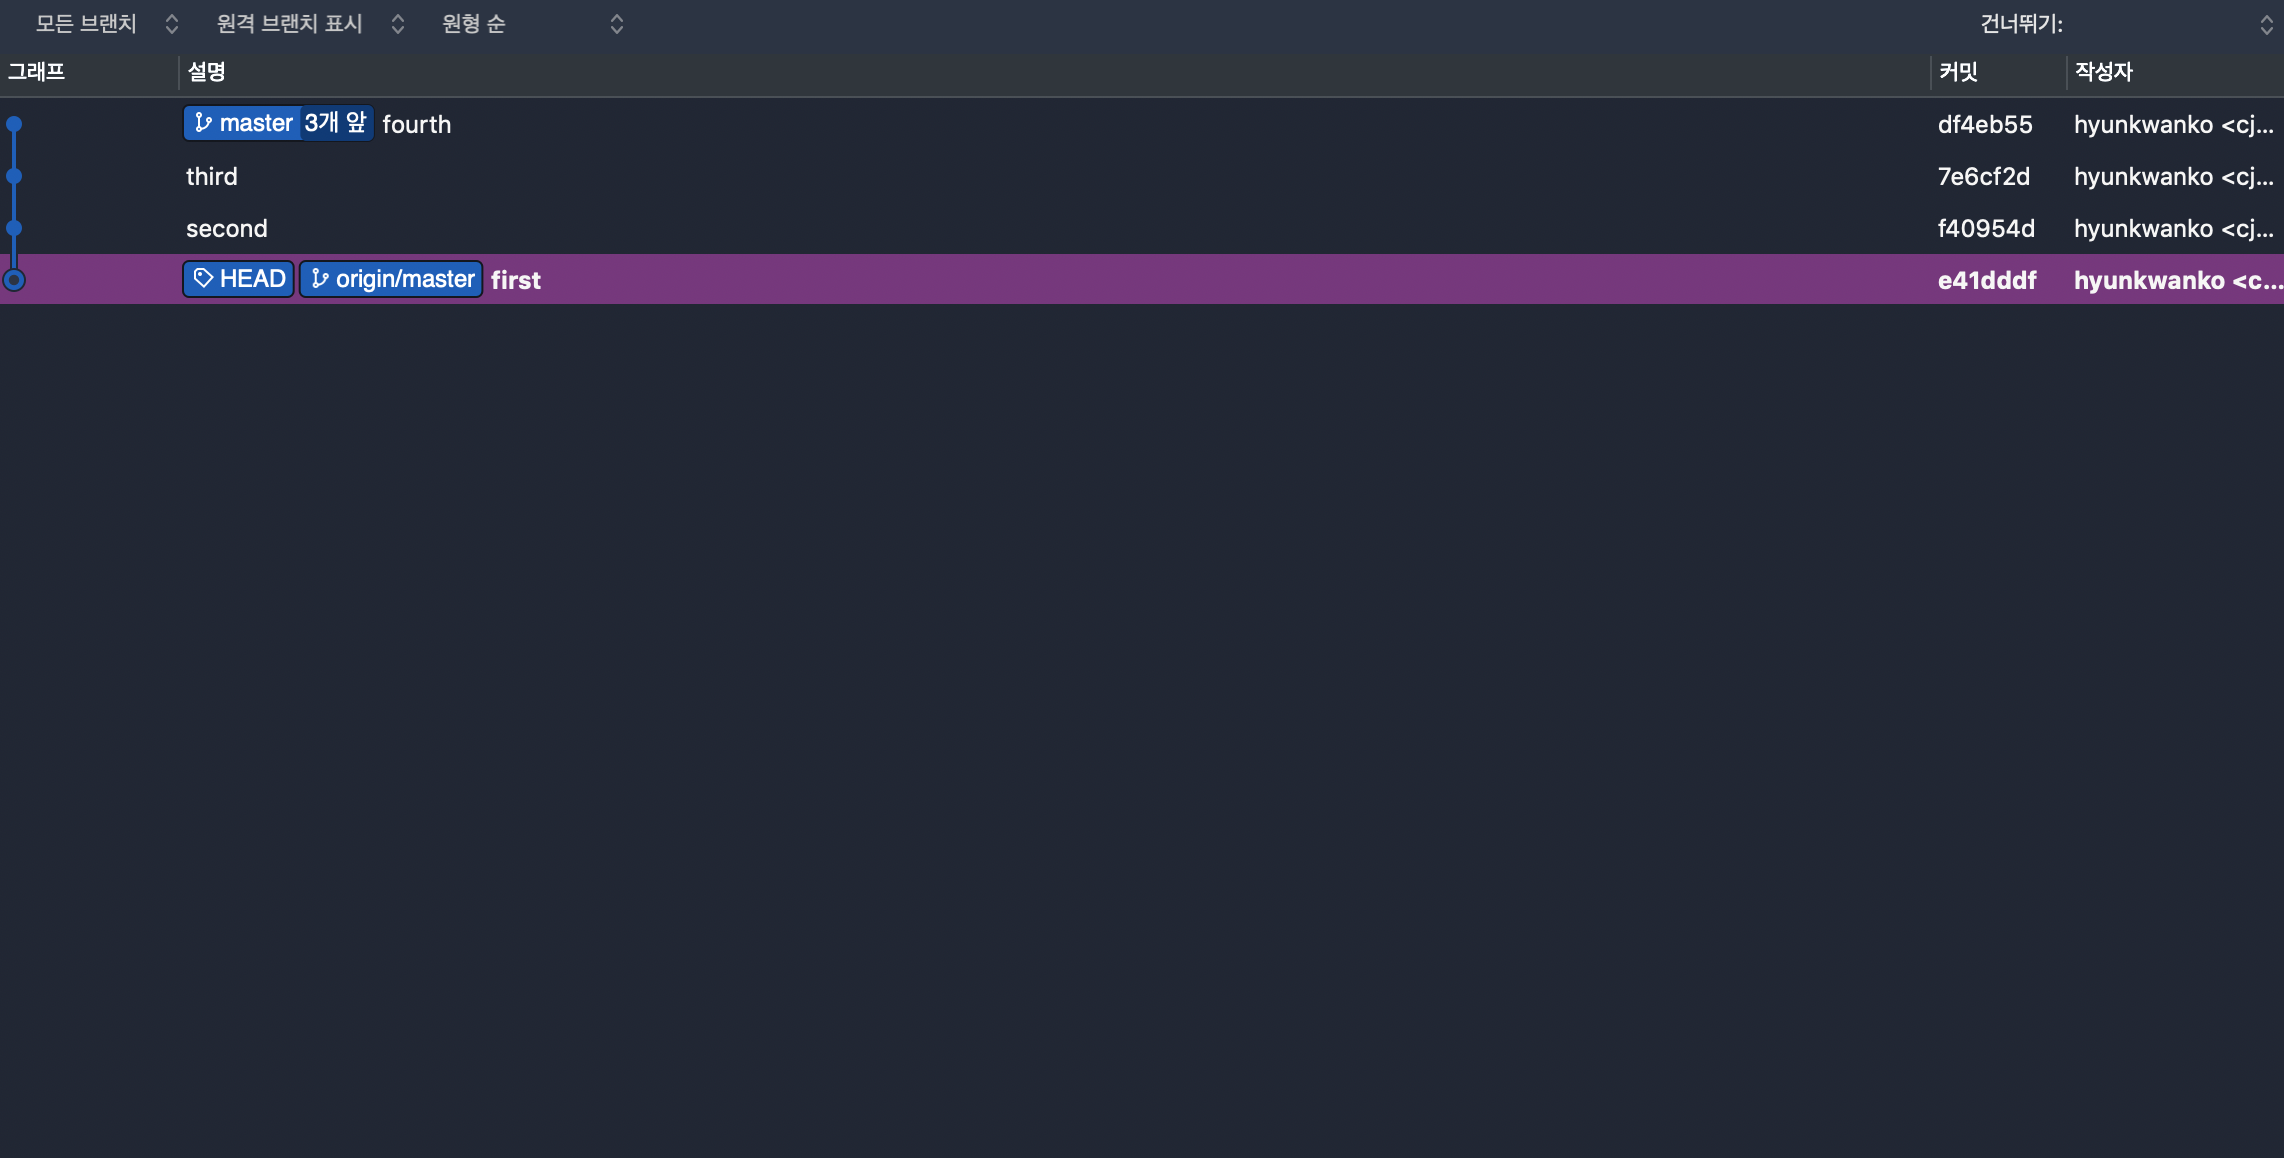 모든 브랜치 원격 브랜치 표시 원형 순 건너뛰기:
그래프 설명 커밋 작성자
master 3개 앞 fourth df4eb55 hyunkwanko <cj...
third 7e6cf2d hyunkwanko <cj...
second f40954d hyunkwanko <cj...
HEAD origin/master first e41dddf hyunkwanko <c...